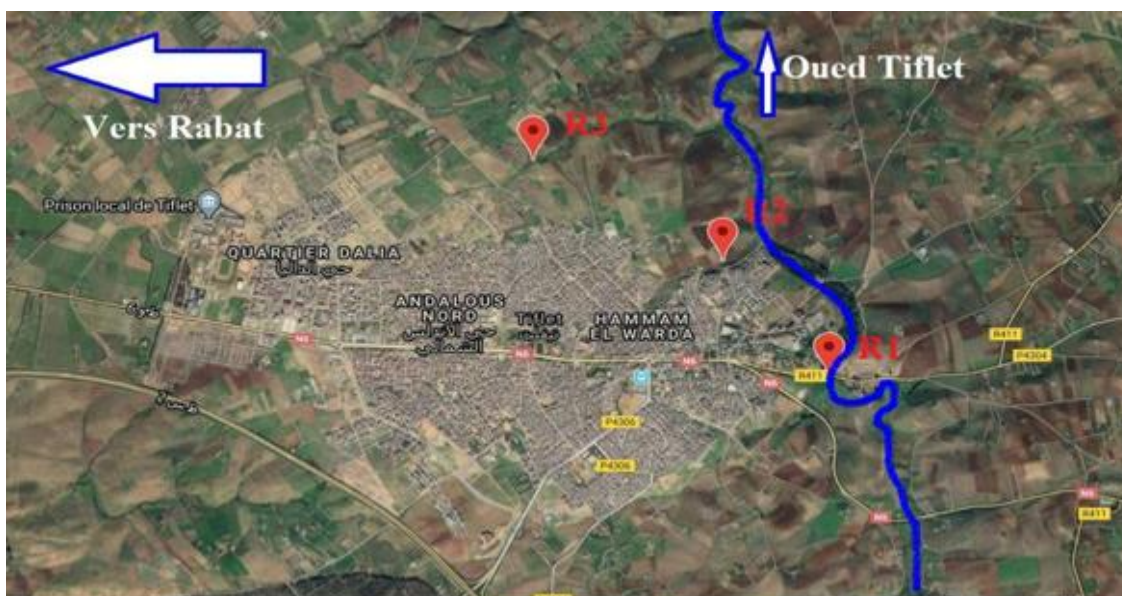 Oued Tiflet
Vers Rabat
R3
Prison local de Tiflet
R2
QUARTIER DALIA
حي الداليا
ANDALOUS
NORD
حي الأندلس
الشمالي
Tiflet
تيفلت
HAMMAM
EL WARDA
R1
R411
P4304
N6
N6
R411
N6
P4306
P4306
N6
N6
R411